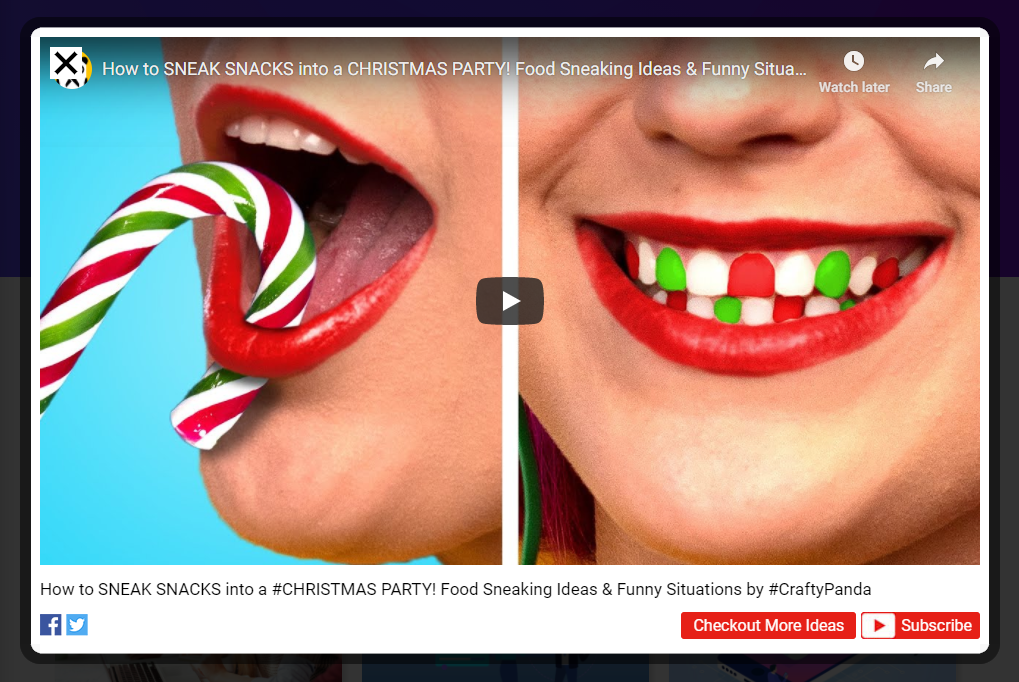 How to SNEAK SNACKS into a CHRISTMAS PARTY! Food Sneaking Ideas & Funny Situa...
Watch later
Share
How to SNEAK SNACKS into a #CHRISTMAS PARTY! Food Sneaking Ideas & Funny Situations by #CraftyPanda
Checkout More Ideas
Subscribe